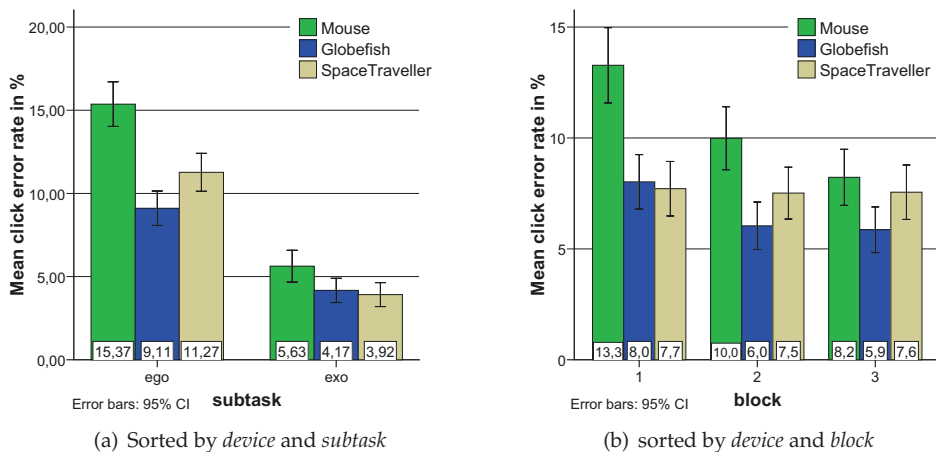 20,00
15,00
10,00
5,00
0,00
Mean click error rate in %
Mouse
Globefish
SpaceTraveller
15,37 9,11 11,27 5,63 4,17 3,92
ego exo
Error bars: 95% CI subtask
(a) Sorted by device and subtask
15
10
5
0
Mean click error rate in %
Mouse
Globefish
SpaceTraveller
13,3 8,0 7,7 10,0 6,0 7,5 8,2 5,9 7,6
1 2 3
Error bars: 95% CI block
(b) sorted by device and block